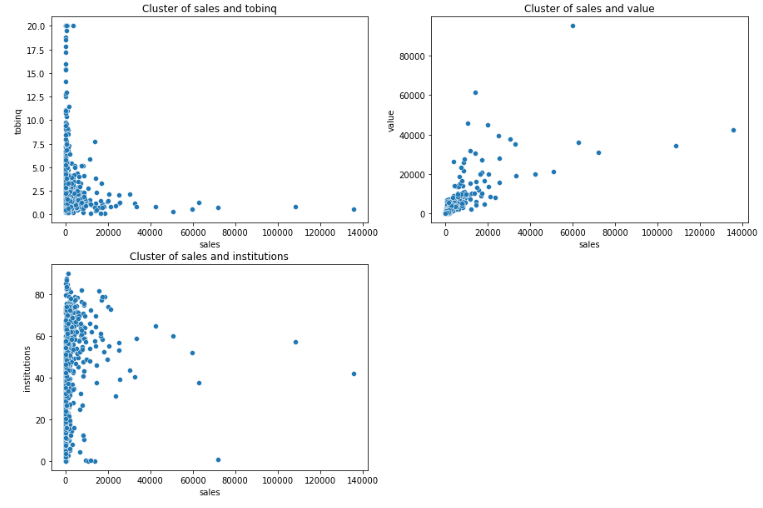 Cluster of sales and tobinq
20.0
17.5
15.0
12.5
10.0
7.5
5.0
2.5
0.0
tobinq
0 20000 40000 60000 80000 100000 120000 140000
sales
Cluster of sales and value
80000
60000
40000
20000
0
value
0 20000 40000 60000 80000 100000 120000 140000
sales
Cluster of sales and institutions
80
60
40
20
0
institutions
0 20000 40000 60000 80000 100000 120000 140000
sales